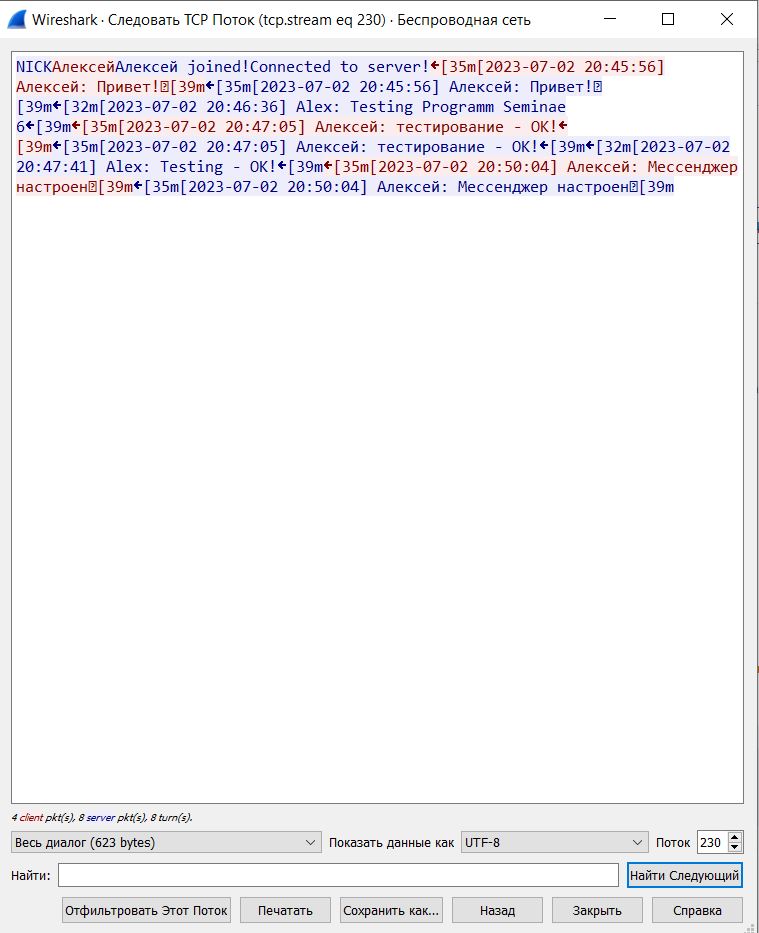 Wireshark · Следовать TCP Поток (tcp.stream eq 230) · Беспроводная сеть
NICKАлексейАлексей joined!Connected to server!←[35m[2023-07-02 20:45:56]
Алексей: Привет!␛[39m←[35m[2023-07-02 20:45:56] Алексей: Привет!␛
[39m←[32m[2023-07-02 20:46:36] Alex: Testing Programm Seminae
6←[39m←[35m[2023-07-02 20:47:05] Алексей: тестирование - OK!←
[39m←[35m[2023-07-02 20:47:05] Алексей: тестирование - OK!←[39m←[32m[2023-07-02
20:47:41] Alex: Testing - OK!←[39m←[35m[2023-07-02 20:50:04] Алексей: Мессенджер
настроен␛[39m←[35m[2023-07-02 20:50:04] Алексей: Мессенджер настроен␛[39m
4 client pkt(s), 8 server pkt(s), 8 turn(s).
Весь диалог (623 bytes) Показать данные как UTF-8 Поток 230
Найти: Найти Следующий
Отфильтровать Этот Поток Печатать Сохранить как... Назад Закрыть Справка